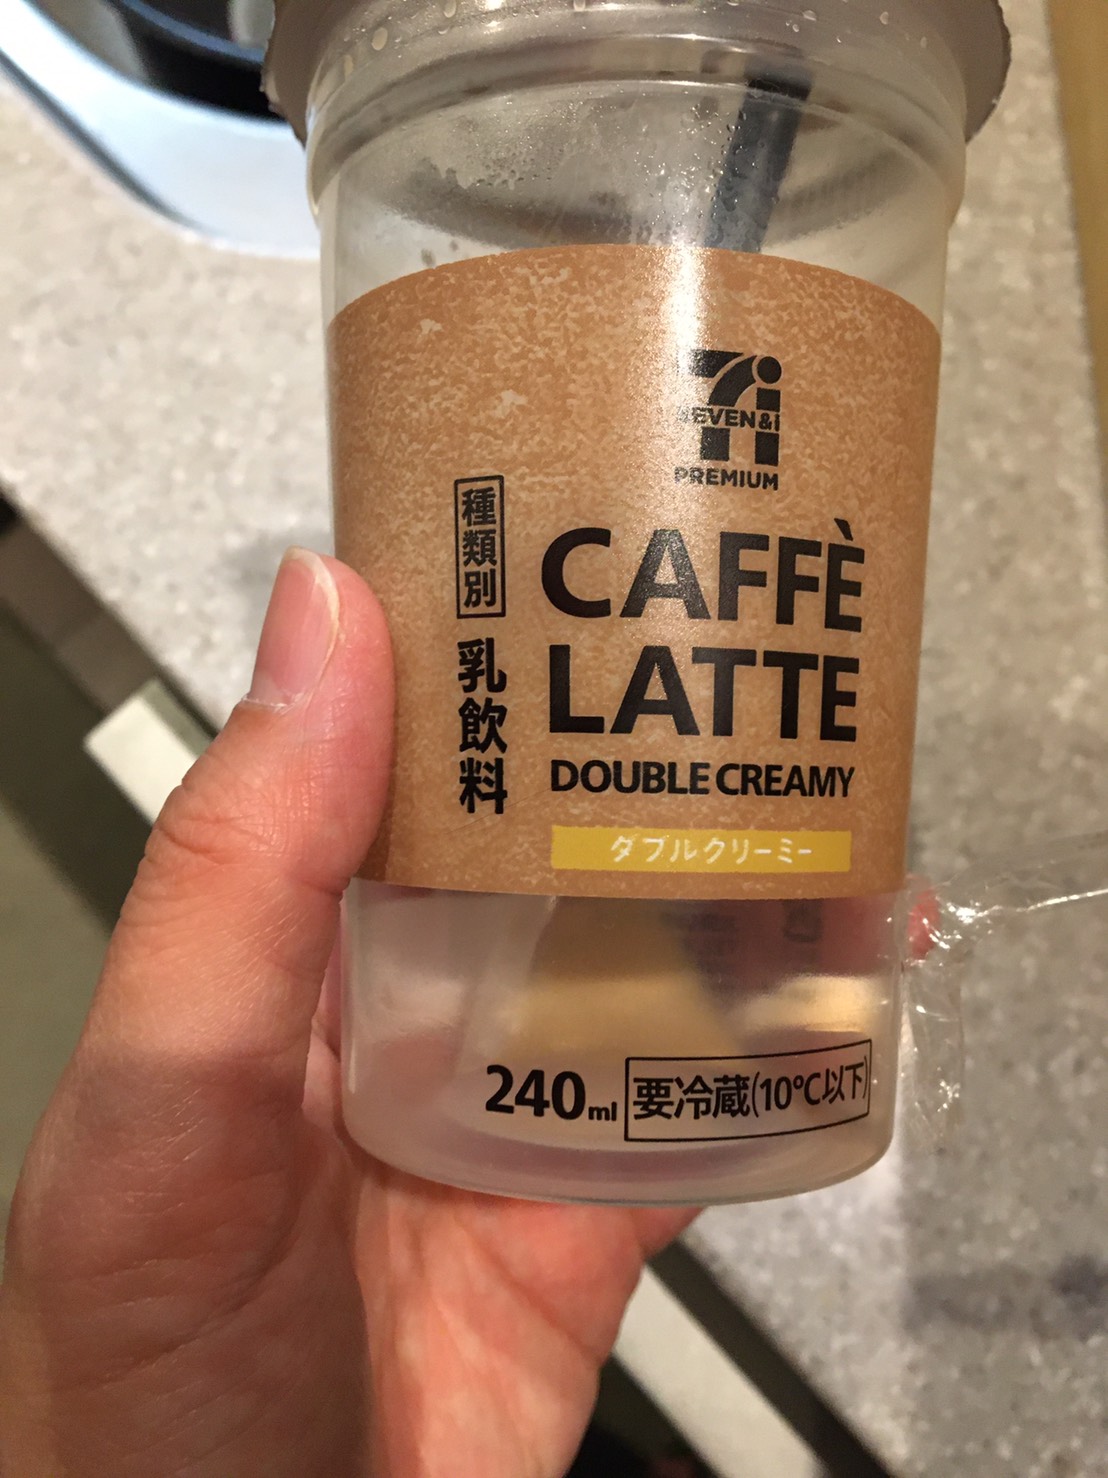 SEVEN&i
PREMIUM
CAFFÈ
LATTE
DOUBLE CREAMY
ダブルクリーミー
種類別 乳飲料
240ml 要冷蔵(10℃以下)